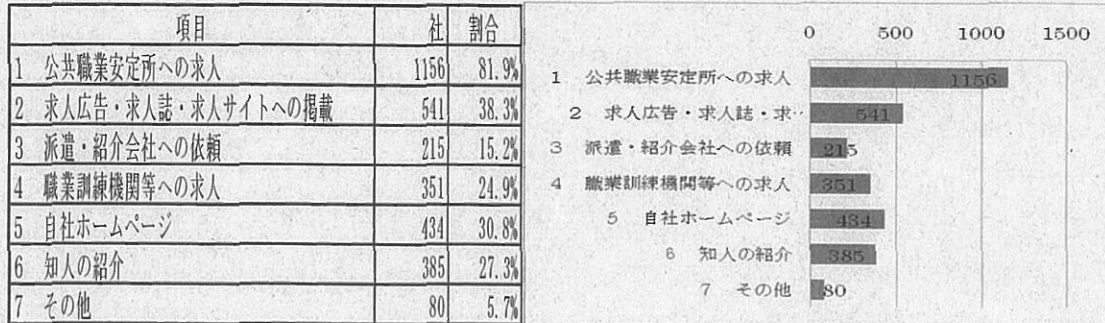 項目 社 割合
1 公共職業安定所への求人 1156 81.9%
2 求人広告・求人誌・求人サイトへの掲載 541 38.3%
3 派遣・紹介会社への依頼 215 15.2%
4 職業訓練機関等への求人 351 24.9%
5 自社ホームページ 434 30.8%
6 知人の紹介 385 27.3%
7 その他 80 5.7%
0 500 1000 1500
1 公共職業安定所への求人 1156
2 求人広告・求人誌・求… 541
3 派遣・紹介会社への依頼 215
4 職業訓練機関等への求人 351
5 自社ホームページ 434
6 知人の紹介 385
7 その他 80